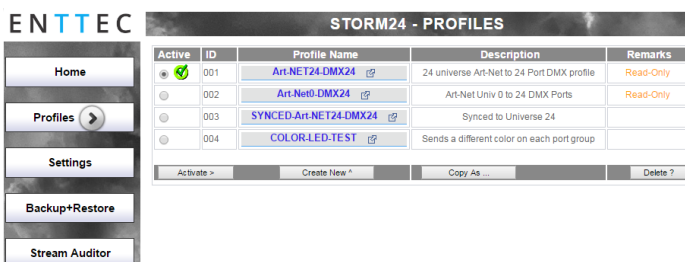 ENTTEC
STORM24 - PROFILES
Home
Profiles
Settings
Backup+Restore
Stream Auditor
Active ID Profile Name Description Remarks
001 Art-NET24-DMX24 24 universe Art-Net to 24 Port DMX profile Read-Only
002 Art-Net0-DMX24 Art-Net Univ 0 to 24 DMX Ports Read-Only
003 SYNCED-Art-NET24-DMX24 Synced to Universe 24
004 COLOR-LED-TEST Sends a different color on each port group
Activate > Create New ^ Copy As ... Delete ?